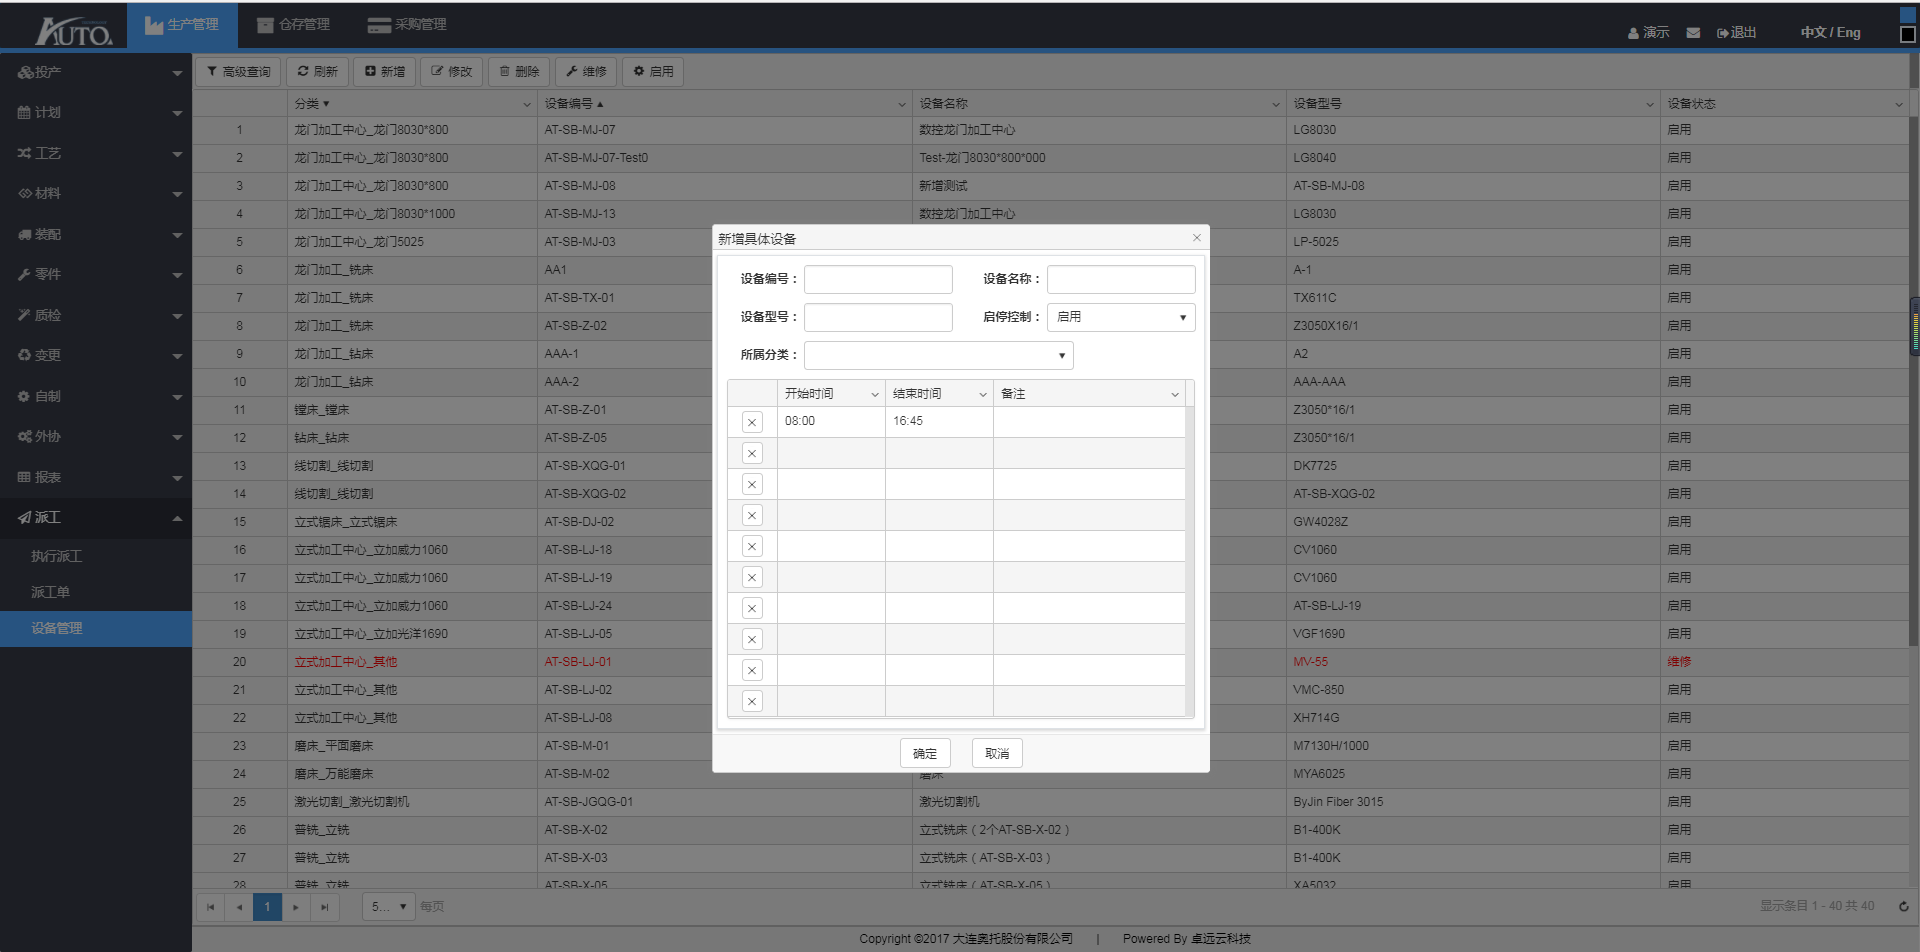 AUTO. 生产管理 仓存管理 采购管理 演示 退出 中文 / Eng
投产
计划
工艺
材料
装配
零件
质检
变更
自制
外协
报表
派工
执行派工
派工单
设备管理
高级查询 刷新 新增 修改 删除 维修 启用
分类 设备编号 设备名称 设备型号 设备状态
1 龙门加工中心_龙门8030*800 AT-SB-MJ-07 数控龙门加工中心 LG8030 启用
2 龙门加工中心_龙门8030*800 AT-SB-MJ-07-Test0 Test-龙门8030*800*000 LG8040 启用
3 龙门加工中心_龙门8030*800 AT-SB-MJ-08 新增测试 AT-SB-MJ-08 启用
4 龙门加工中心_龙门8030*1000 AT-SB-MJ-13 数控龙门加工中心 LG8030 启用
5 龙门加工中心_龙门5025 AT-SB-MJ-03 LP-5025 启用
6 龙门加工_铣床 AA1 A-1 启用
7 龙门加工_铣床 AT-SB-TX-01 TX611C 启用
8 龙门加工_铣床 AT-SB-Z-02 Z3050X16/1 启用
9 龙门加工_钻床 AAA-1 A2 启用
10 龙门加工_钻床 AAA-2 AAA-AAA 启用
11 镗床_镗床 AT-SB-Z-01 Z3050*16/1 启用
12 钻床_钻床 AT-SB-Z-05 Z3050*16/1 启用
13 线切割_线切割 AT-SB-XQG-01 DK7725 启用
14 线切割_线切割 AT-SB-XQG-02 AT-SB-XQG-02 启用
15 立式锯床_立式锯床 AT-SB-DJ-02 GW4028Z 启用
16 立式加工中心_立加威力1060 AT-SB-LJ-18 CV1060 启用
17 立式加工中心_立加威力1060 AT-SB-LJ-19 CV1060 启用
18 立式加工中心_立加威力1060 AT-SB-LJ-24 AT-SB-LJ-19 启用
19 立式加工中心_立加光洋1690 AT-SB-LJ-05 VGF1690 启用
20 立式加工中心_其他 AT-SB-LJ-01 MV-55 维修
21 立式加工中心_其他 AT-SB-LJ-02 VMC-850 启用
22 立式加工中心_其他 AT-SB-LJ-08 XH714G 启用
23 磨床_平面磨床 AT-SB-M-01 M7130H/1000 启用
24 磨床_万能磨床 AT-SB-M-02 磨床 MYA6025 启用
25 激光切割_激光切割机 AT-SB-JGQG-01 激光切割机 ByJin Fiber 3015 启用
26 普铣_立铣 AT-SB-X-02 立式铣床（2个AT-SB-X-02） B1-400K 启用
27 普铣_立铣 AT-SB-X-03 立式铣床（AT-SB-X-03） B1-400K 启用
28 普铣_立铣 AT-SB-X-05 立式铣床（AT-SB-X-05） XA5032 启用
新增具体设备
设备编号： 设备名称：
设备型号： 启停控制： 启用
所属分类：
开始时间 结束时间 备注
08:00 16:45
确定 取消
1 5... 每页 显示条目 1 - 40 共 40
Copyright ©2017 大连奥托股份有限公司 | Powered By 卓远云科技